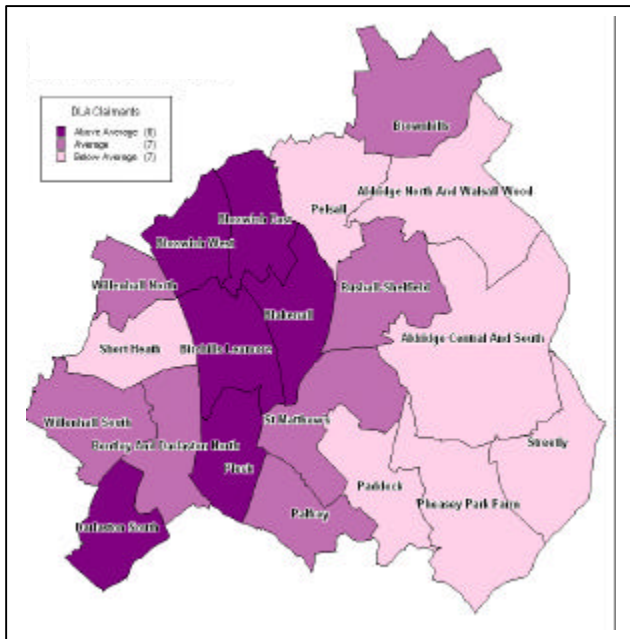 DLA Claimants
Above Average (6)
Average (7)
Below Average (7)
Brownhills
Aldridge North And Walsall Wood
Pelsall
Bloxwich East
Bloxwich West
Willenhall North
Rushall-Shelfield
Blakenall
Short Heath
Birchills Leamore
Aldridge Central And South
Willenhall South
St Matthews
Bentley And Darlaston North
Streetly
Pleck
Paddock
Pheasey Park Farm
Palfrey
Darlaston South